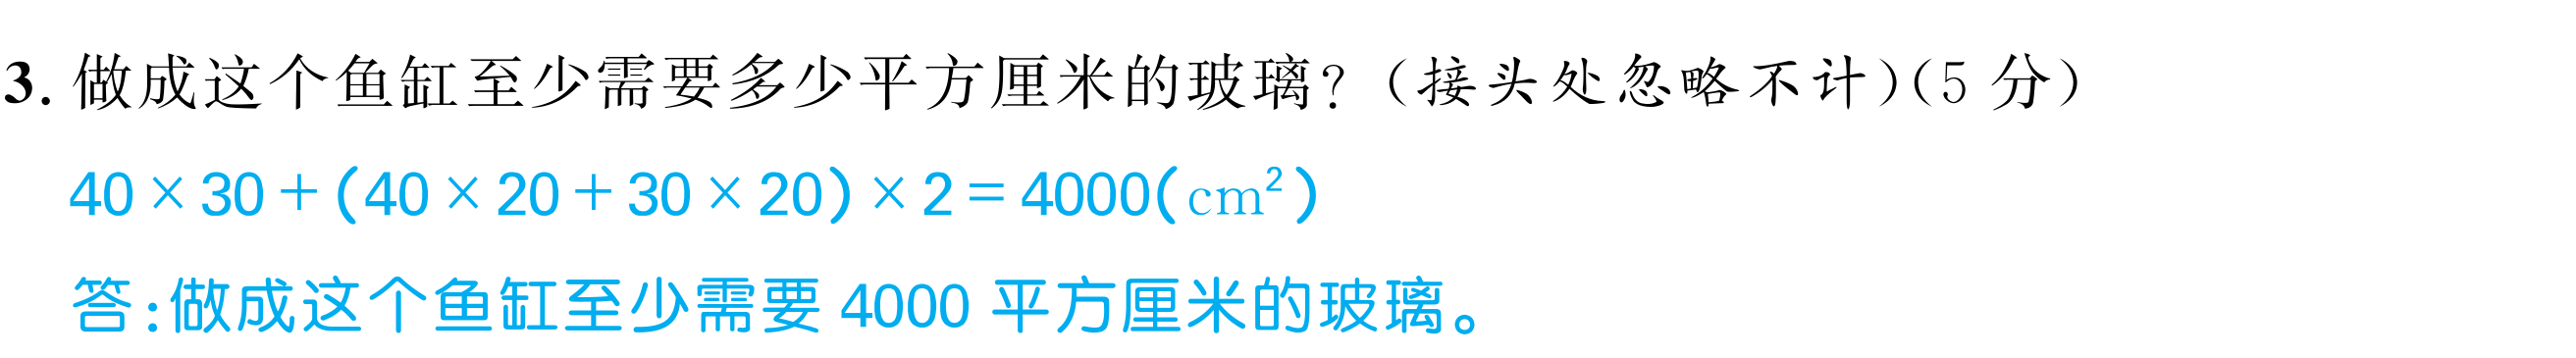 3. 做成这个鱼缸至少需要多少平方厘米的玻璃?(接头处忽略不计)(5 分)
40×30+(40×20+30×20)×2=4000(cm²)
答:做成这个鱼缸至少需要 4000 平方厘米的玻璃。